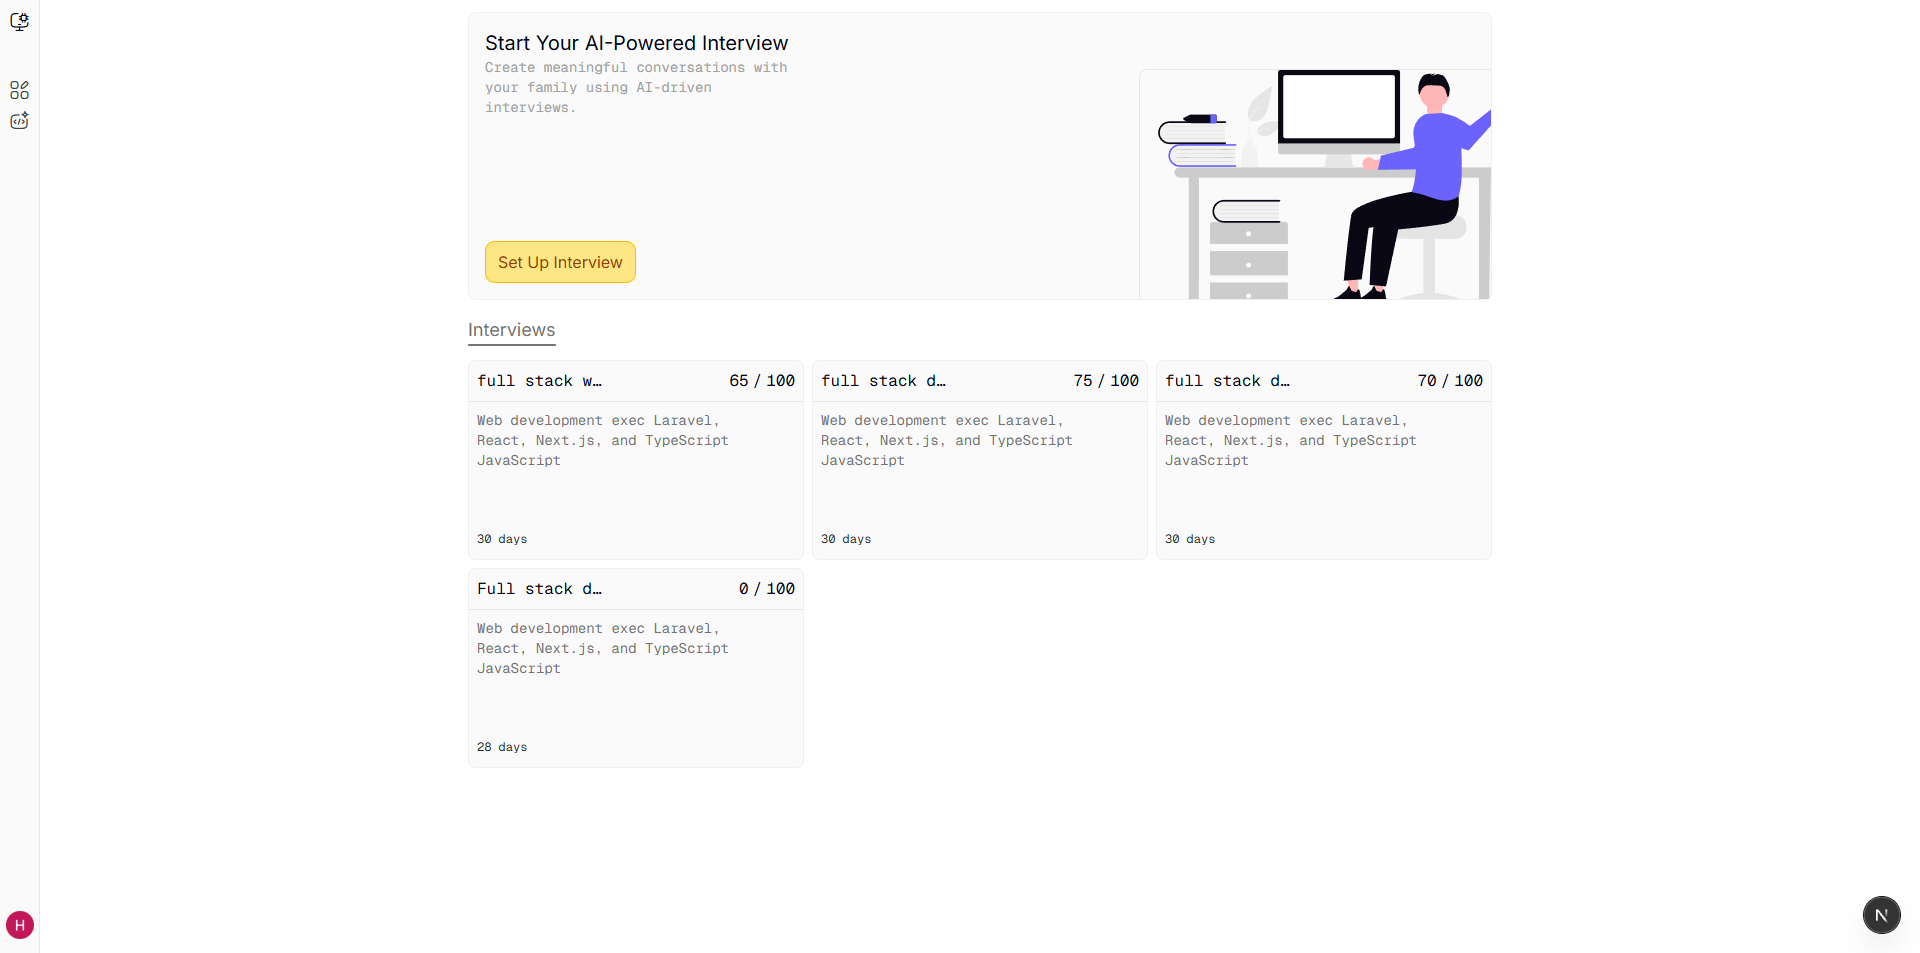 Start Your AI-Powered Interview
Create meaningful conversations with
your family using AI-driven
interviews.
Set Up Interview
Interviews
full stack w…
65 / 100
Web development exec Laravel,
React, Next.js, and TypeScript
JavaScript
30 days
full stack d…
75 / 100
Web development exec Laravel,
React, Next.js, and TypeScript
JavaScript
30 days
full stack d…
70 / 100
Web development exec Laravel,
React, Next.js, and TypeScript
JavaScript
30 days
Full stack d…
0 / 100
Web development exec Laravel,
React, Next.js, and TypeScript
JavaScript
28 days
H
N